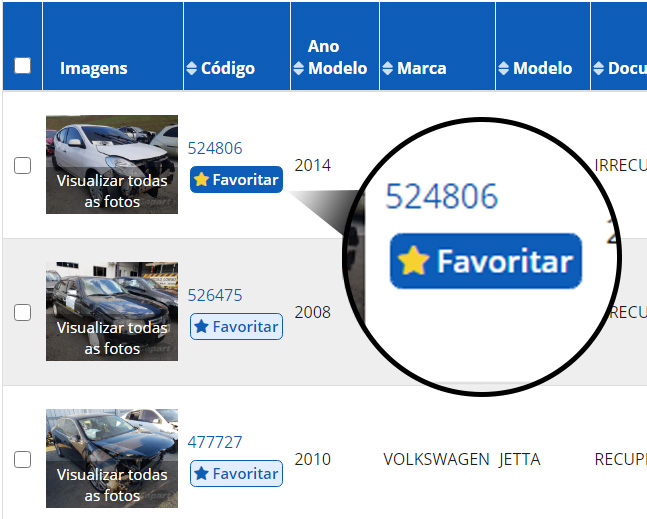 Imagens
Código
Ano
Modelo
Marca
Modelo
Docu
Visualizar todas
as fotos
524806
Favoritar
2014
IRRECU
524806
Favoritar
Visualizar todas
as fotos
526475
Favoritar
2008
RECU
Visualizar todas
as fotos
477727
Favoritar
2010
VOLKSWAGEN
JETTA
RECUP